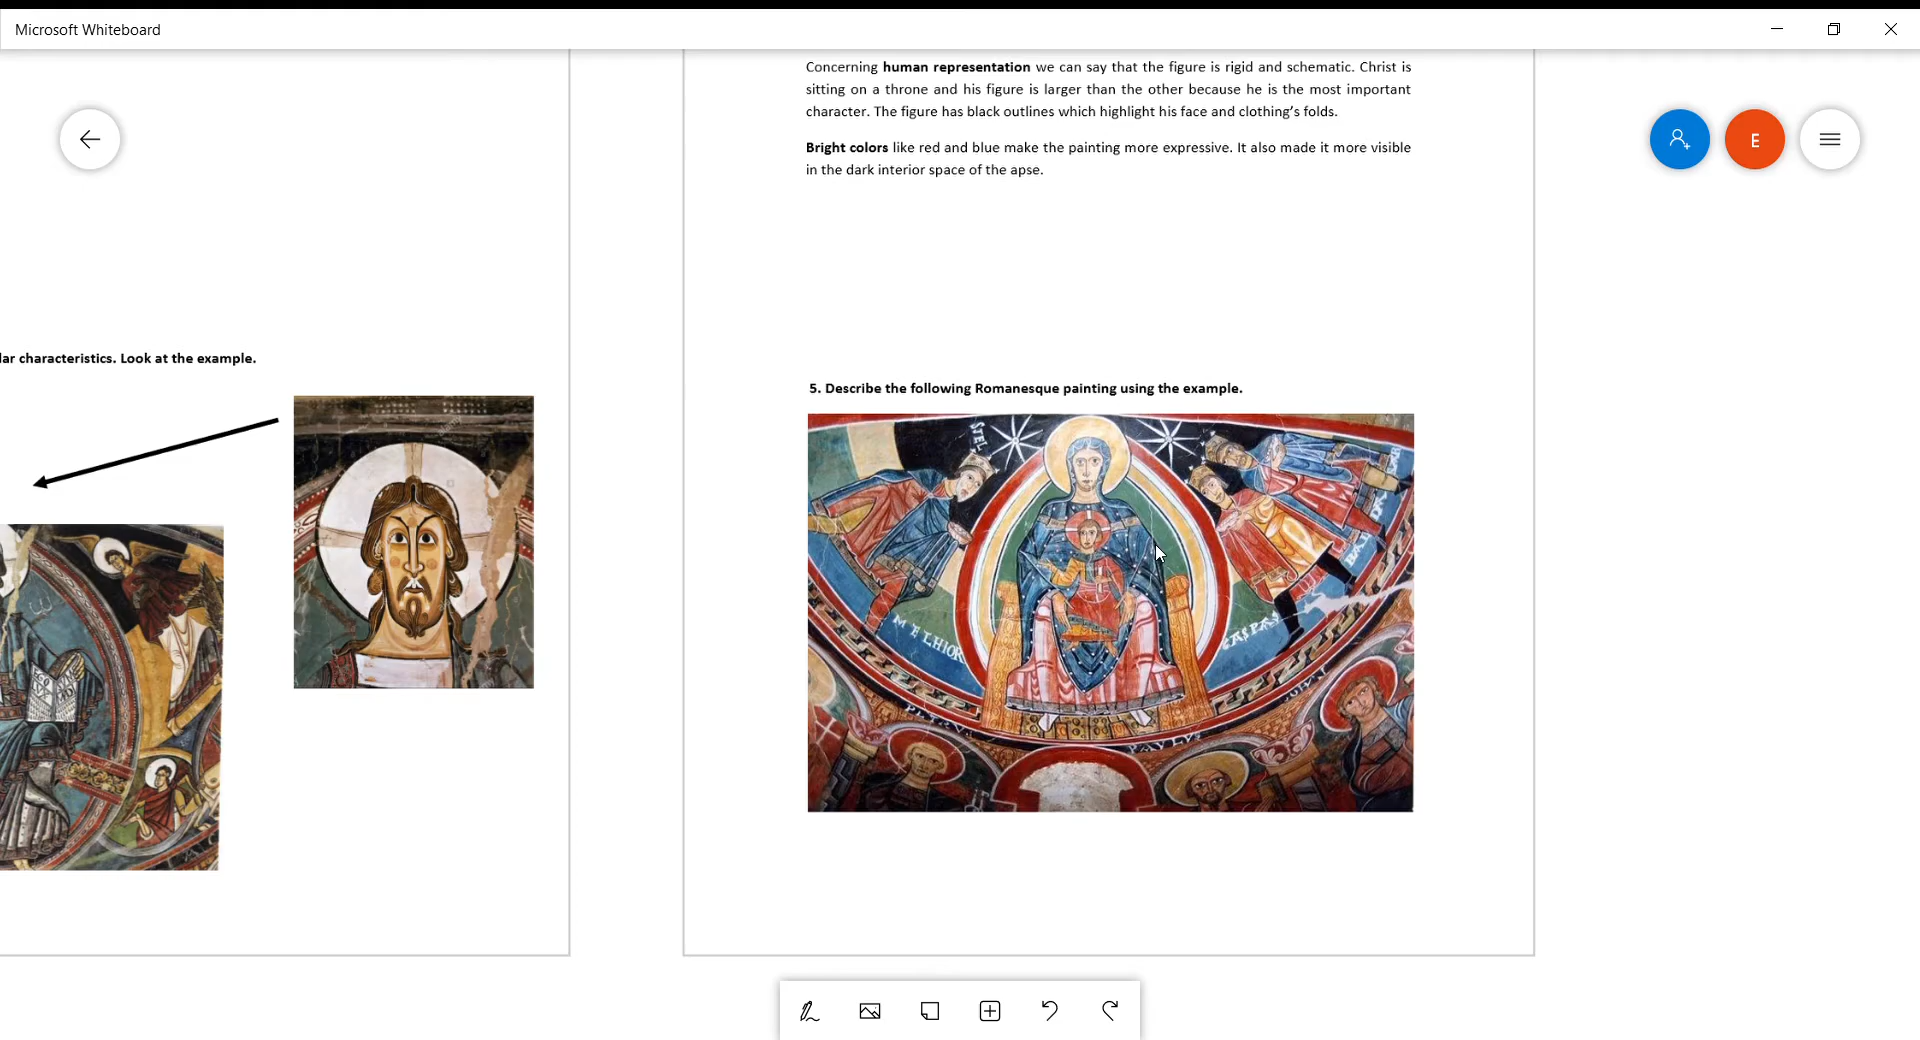 Microsoft Whiteboard
Concerning human representation we can say that the figure is rigid and schematic. Christ is
sitting on a throne and his figure is larger than the other because he is the most important
character. The figure has black outlines which highlight his face and clothing's folds.
E
Bright colors like red and blue make the painting more expressive. It also made it more visible
in the dark interior space of the apse.
lar characteristics. Look at the example.
5. Describe the following Romanesque painting using the example.
STEL
MELHIOR
GASPAS
PAVLVS